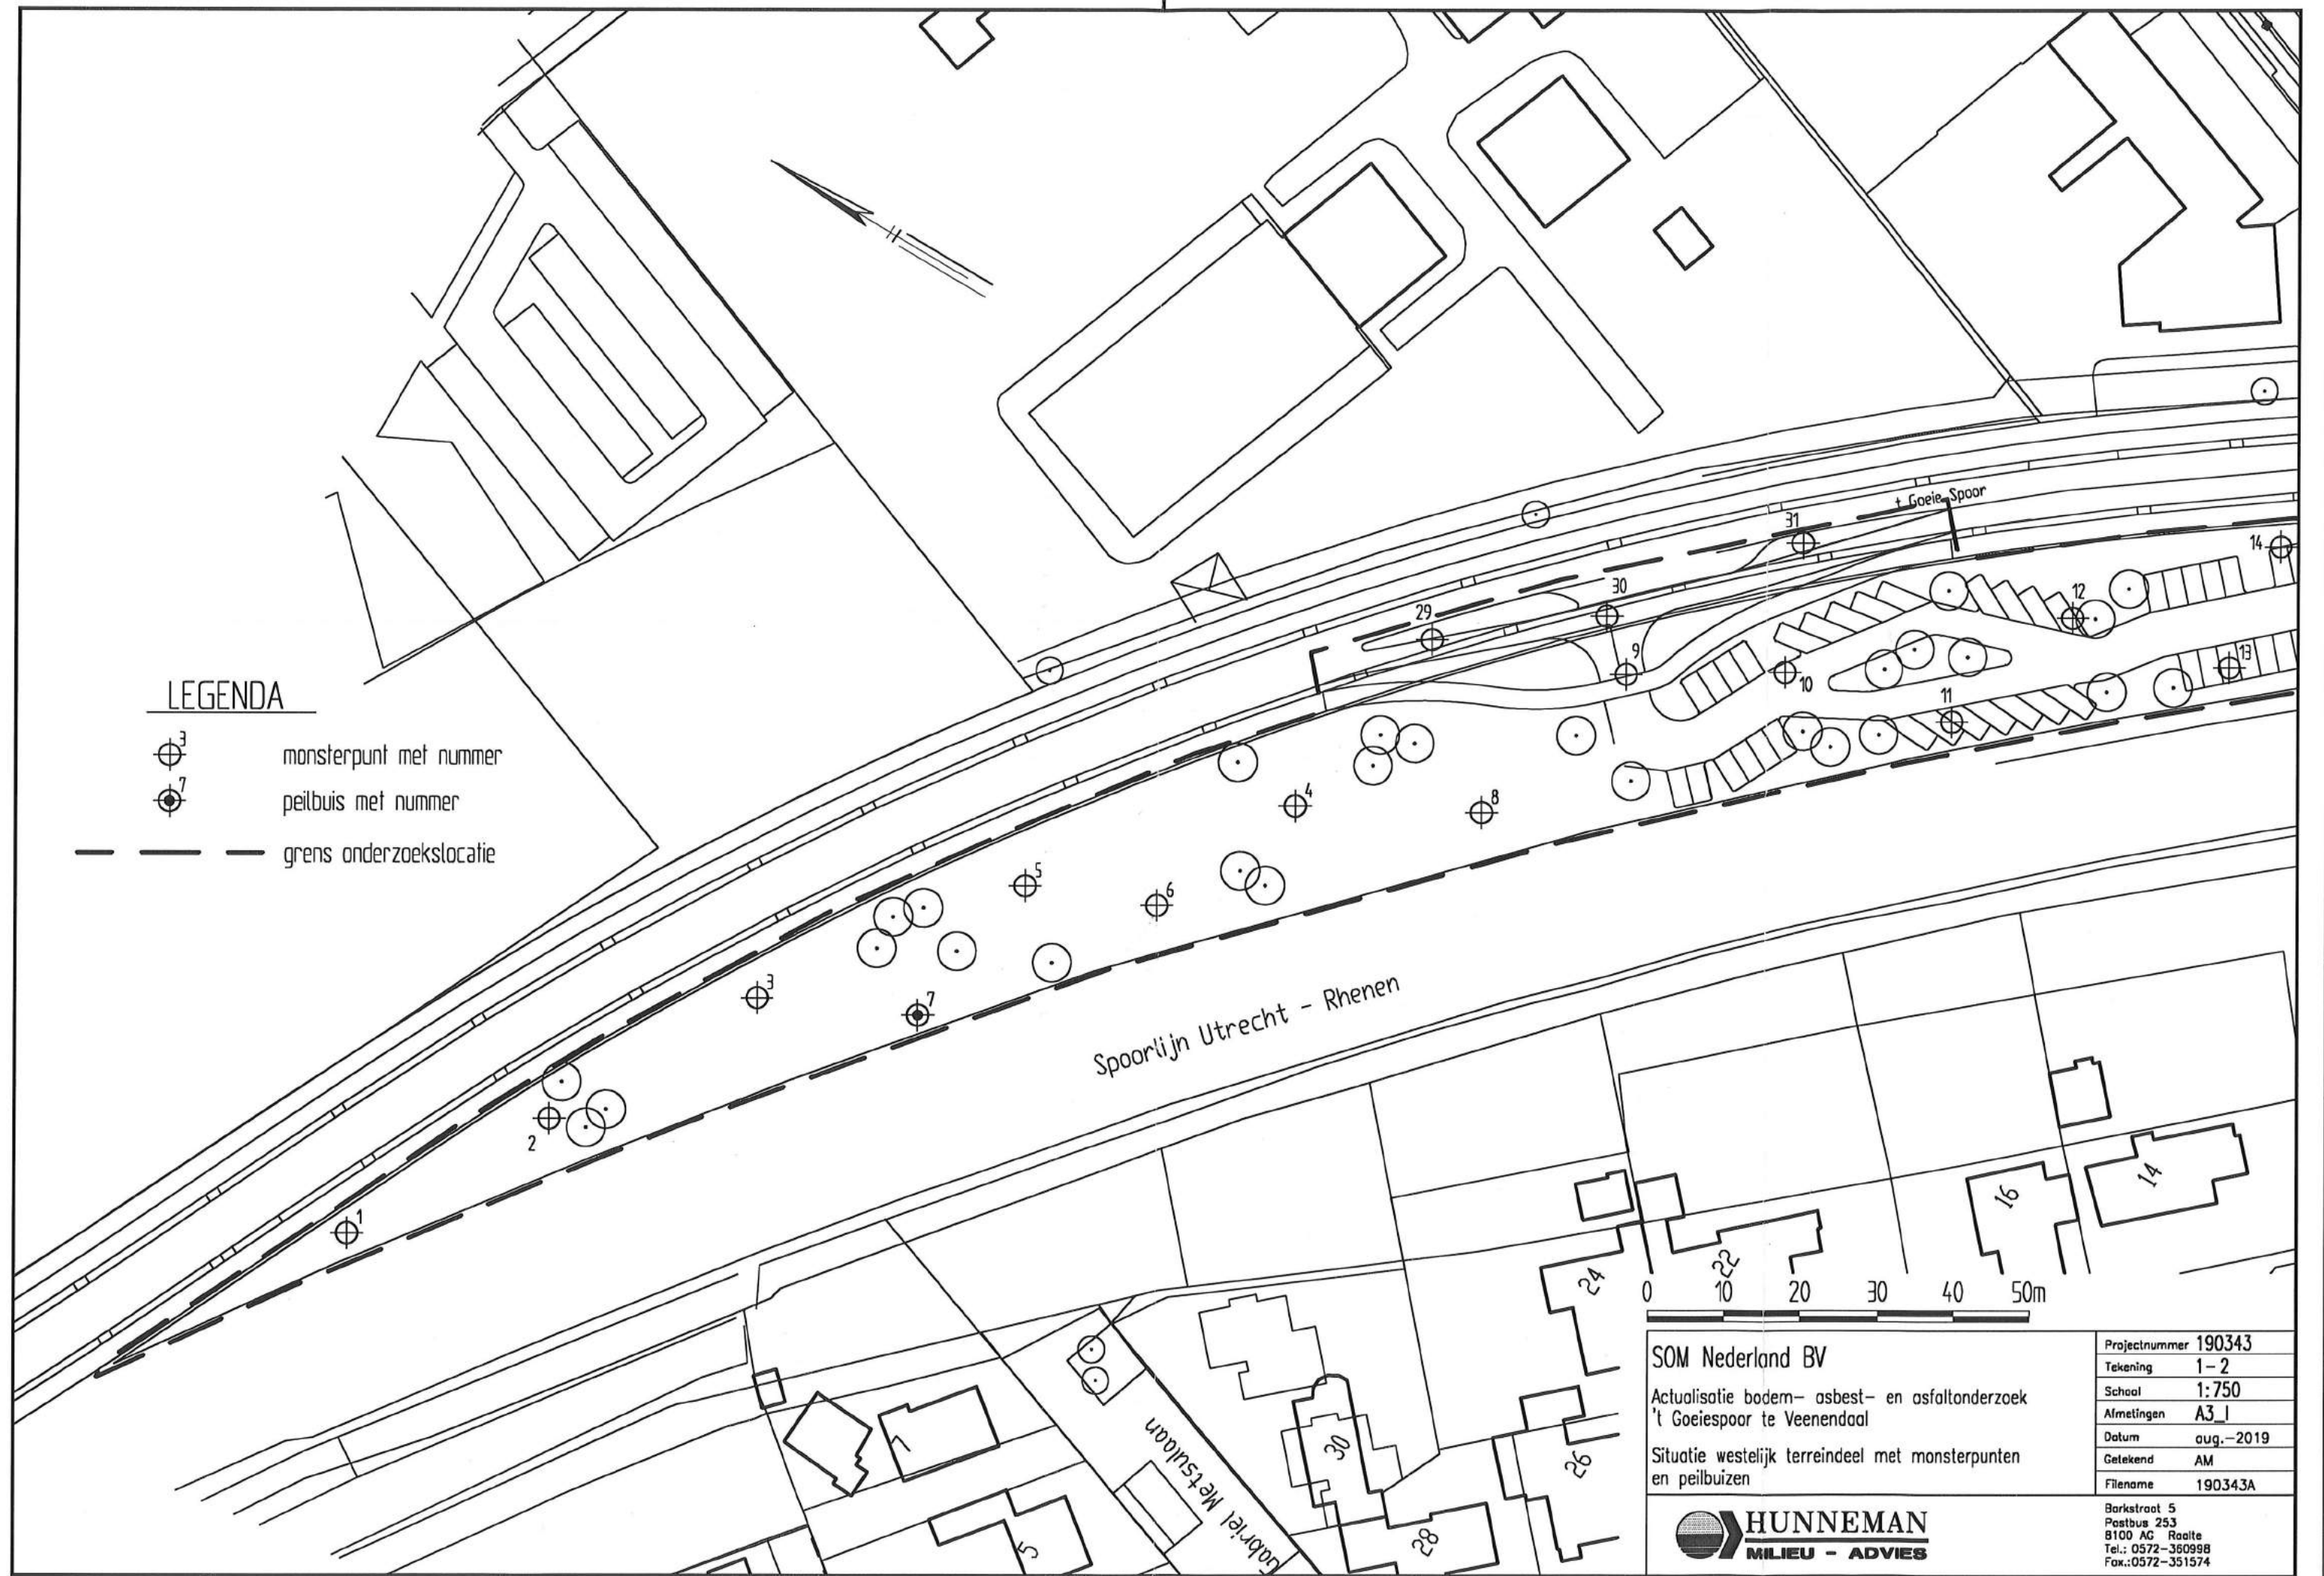 t Goeie Spoor
31
14
30
29
12
9
13
10
11
LEGENDA
3
monsterpunt met nummer
7
peilbuis met nummer
grens onderzoekslocatie
4
8
5
6
3
7
Spoorlijn Utrecht - Rhenen
2
1
14
16
22
24
0 10 20 30 40 50m
SOM Nederland BV
Actualisatie bodem- asbest- en asfaltonderzoek
't Goeiespoor te Veenendaal
Situatie westelijk terreindeel met monsterpunten
en peilbuizen
Projectnummer 190343
Tekening 1-2
Schaal 1:750
Afmetingen A3_l
Datum aug.-2019
Getekend AM
Filename 190343A
HUNNEMAN
MILIEU - ADVIES
Barkstraat 5
Postbus 253
8100 AG Raalte
Tel.: 0572-360998
Fax.:0572-351574
7
5
Gabriel Metsulaan
30
28
26